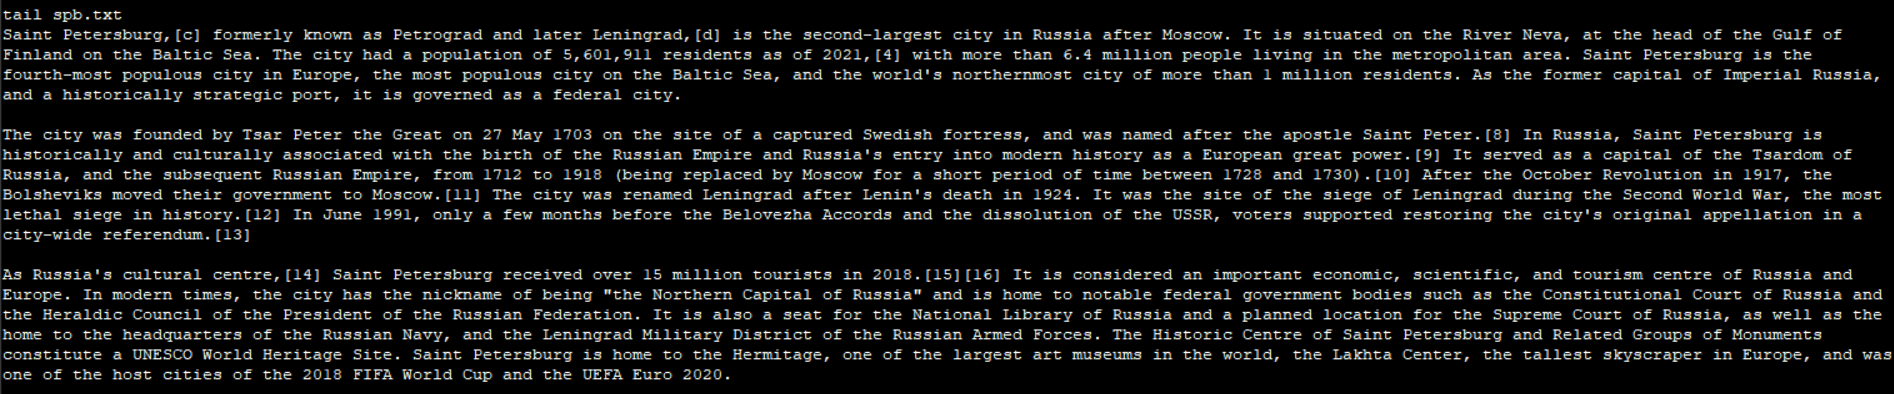 tail spb.txt
Saint Petersburg,[c] formerly known as Petrograd and later Leningrad,[d] is the second-largest city in Russia after Moscow. It is situated on the River Neva, at the head of the Gulf of
Finland on the Baltic Sea. The city had a population of 5,601,911 residents as of 2021,[4] with more than 6.4 million people living in the metropolitan area. Saint Petersburg is the
fourth-most populous city in Europe, the most populous city on the Baltic Sea, and the world's northernmost city of more than 1 million residents. As the former capital of Imperial Russia,
and a historically strategic port, it is governed as a federal city.

The city was founded by Tsar Peter the Great on 27 May 1703 on the site of a captured Swedish fortress, and was named after the apostle Saint Peter.[8] In Russia, Saint Petersburg is
historically and culturally associated with the birth of the Russian Empire and Russia's entry into modern history as a European great power.[9] It served as a capital of the Tsardom of
Russia, and the subsequent Russian Empire, from 1712 to 1918 (being replaced by Moscow for a short period of time between 1728 and 1730).[10] After the October Revolution in 1917, the
Bolsheviks moved their government to Moscow.[11] The city was renamed Leningrad after Lenin's death in 1924. It was the site of the siege of Leningrad during the Second World War, the most
lethal siege in history.[12] In June 1991, only a few months before the Belovezha Accords and the dissolution of the USSR, voters supported restoring the city's original appellation in a
city-wide referendum.[13]

As Russia's cultural centre,[14] Saint Petersburg received over 15 million tourists in 2018.[15][16] It is considered an important economic, scientific, and tourism centre of Russia and
Europe. In modern times, the city has the nickname of being "the Northern Capital of Russia" and is home to notable federal government bodies such as the Constitutional Court of Russia and
the Heraldic Council of the President of the Russian Federation. It is also a seat for the National Library of Russia and a planned location for the Supreme Court of Russia, as well as the
home to the headquarters of the Russian Navy, and the Leningrad Military District of the Russian Armed Forces. The Historic Centre of Saint Petersburg and Related Groups of Monuments
constitute a UNESCO World Heritage Site. Saint Petersburg is home to the Hermitage, one of the largest art museums in the world, the Lakhta Center, the tallest skyscraper in Europe, and was
one of the host cities of the 2018 FIFA World Cup and the UEFA Euro 2020.